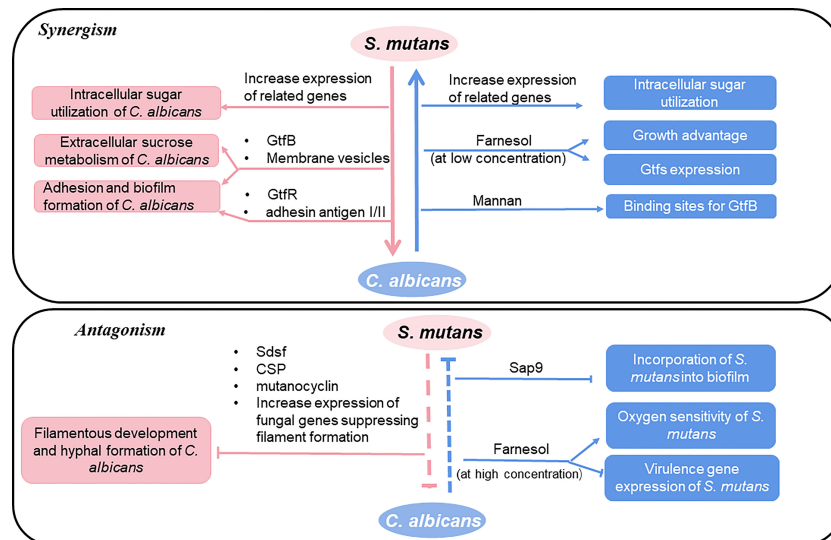 Synergism
S. mutans
Increase expression
of related genes
Intracellular sugar
utilization of C. albicans
Extracellular sucrose
metabolism of C. albicans
• GtfB
• Membrane vesicles
Adhesion and biofilm
formation of C. albicans
• GtfR
• adhesin antigen I/II
Increase expression
of related genes
Intracellular sugar
utilization
Farnesol
(at low concentration)
Growth advantage
Gtfs expression
Mannan
Binding sites for GtfB
C. albicans
Antagonism
S. mutans
• Sdsf
• CSP
• mutanocyclin
• Increase expression of
fungal genes suppressing
filament formation
Filamentous development
and hyphal formation of C.
albicans
Sap9
Incorporation of S.
mutans into biofilm
Farnesol
(at high concentration)
Oxygen sensitivity of S.
mutans
Virulence gene
expression of S. mutans
C. albicans